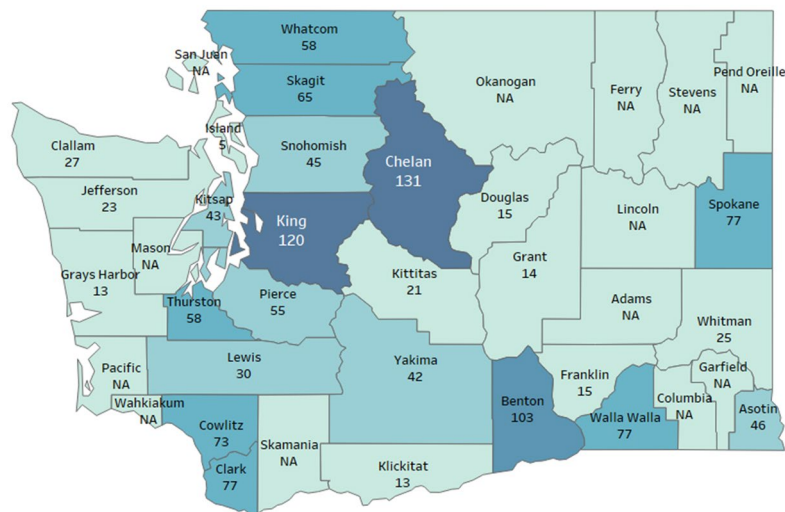 Whatcom
58
San Juan
NA
Skagit
65
Okanogan
NA
Ferry
NA
Stevens
NA
Pend Oreille
NA
Island
5
Clallam
27
Snohomish
45
Chelan
131
Jefferson
23
Kitsap
43
Douglas
15
Lincoln
NA
Spokane
77
King
120
Mason
NA
Grays Harbor
13
Kittitas
21
Grant
14
Thurston
58
Pierce
55
Adams
NA
Whitman
25
Pacific
NA
Lewis
30
Yakima
42
Benton
103
Franklin
15
Garfield
NA
Wahkiakum
NA
Columbia
NA
Asotin
46
Cowlitz
73
Skamania
NA
Walla Walla
77
Clark
77
Klickitat
13